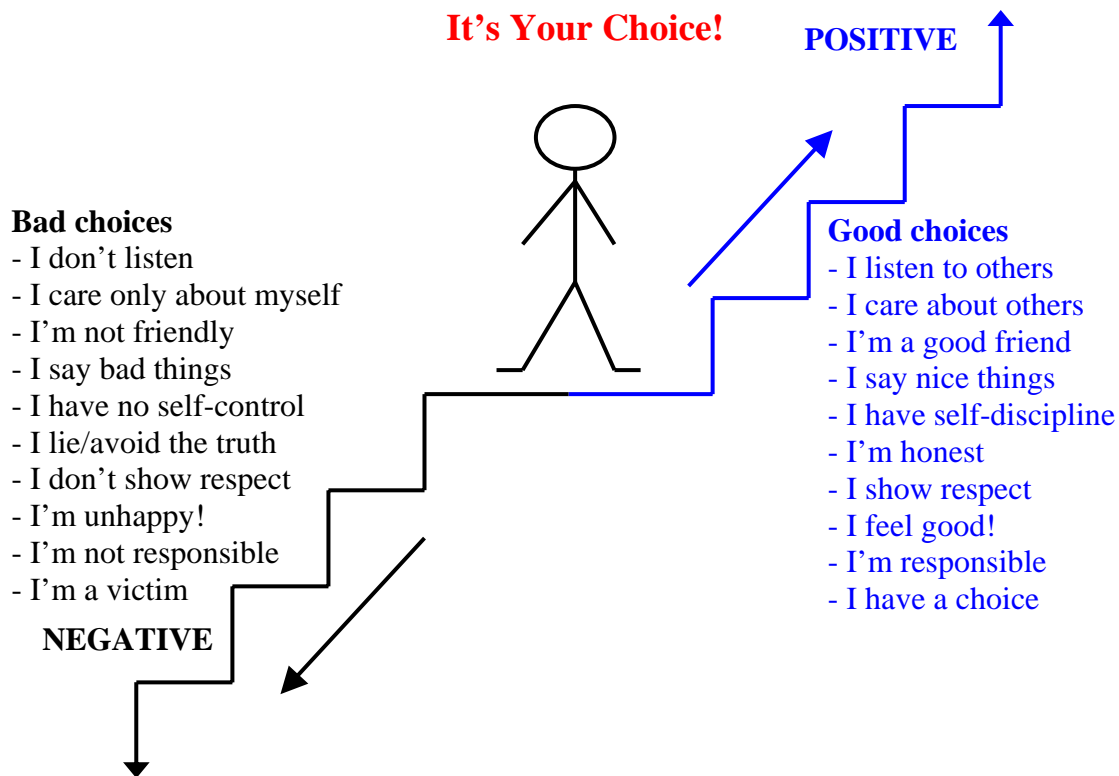 It’s Your Choice!
POSITIVE
Bad choices
- I don’t listen
- I care only about myself
- I’m not friendly
- I say bad things
- I have no self-control
- I lie/avoid the truth
- I don’t show respect
- I’m unhappy!
- I’m not responsible
- I’m a victim
NEGATIVE
Good choices
- I listen to others
- I care about others
- I’m a good friend
- I say nice things
- I have self-discipline
- I’m honest
- I show respect
- I feel good!
- I’m responsible
- I have a choice